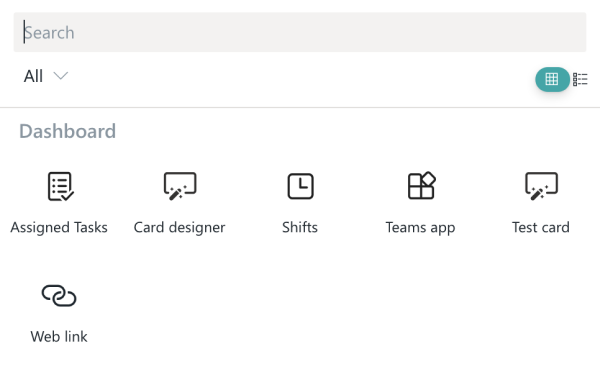 Search
All
Dashboard
Assigned Tasks
Card designer
Shifts
Teams app
Test card
Web link